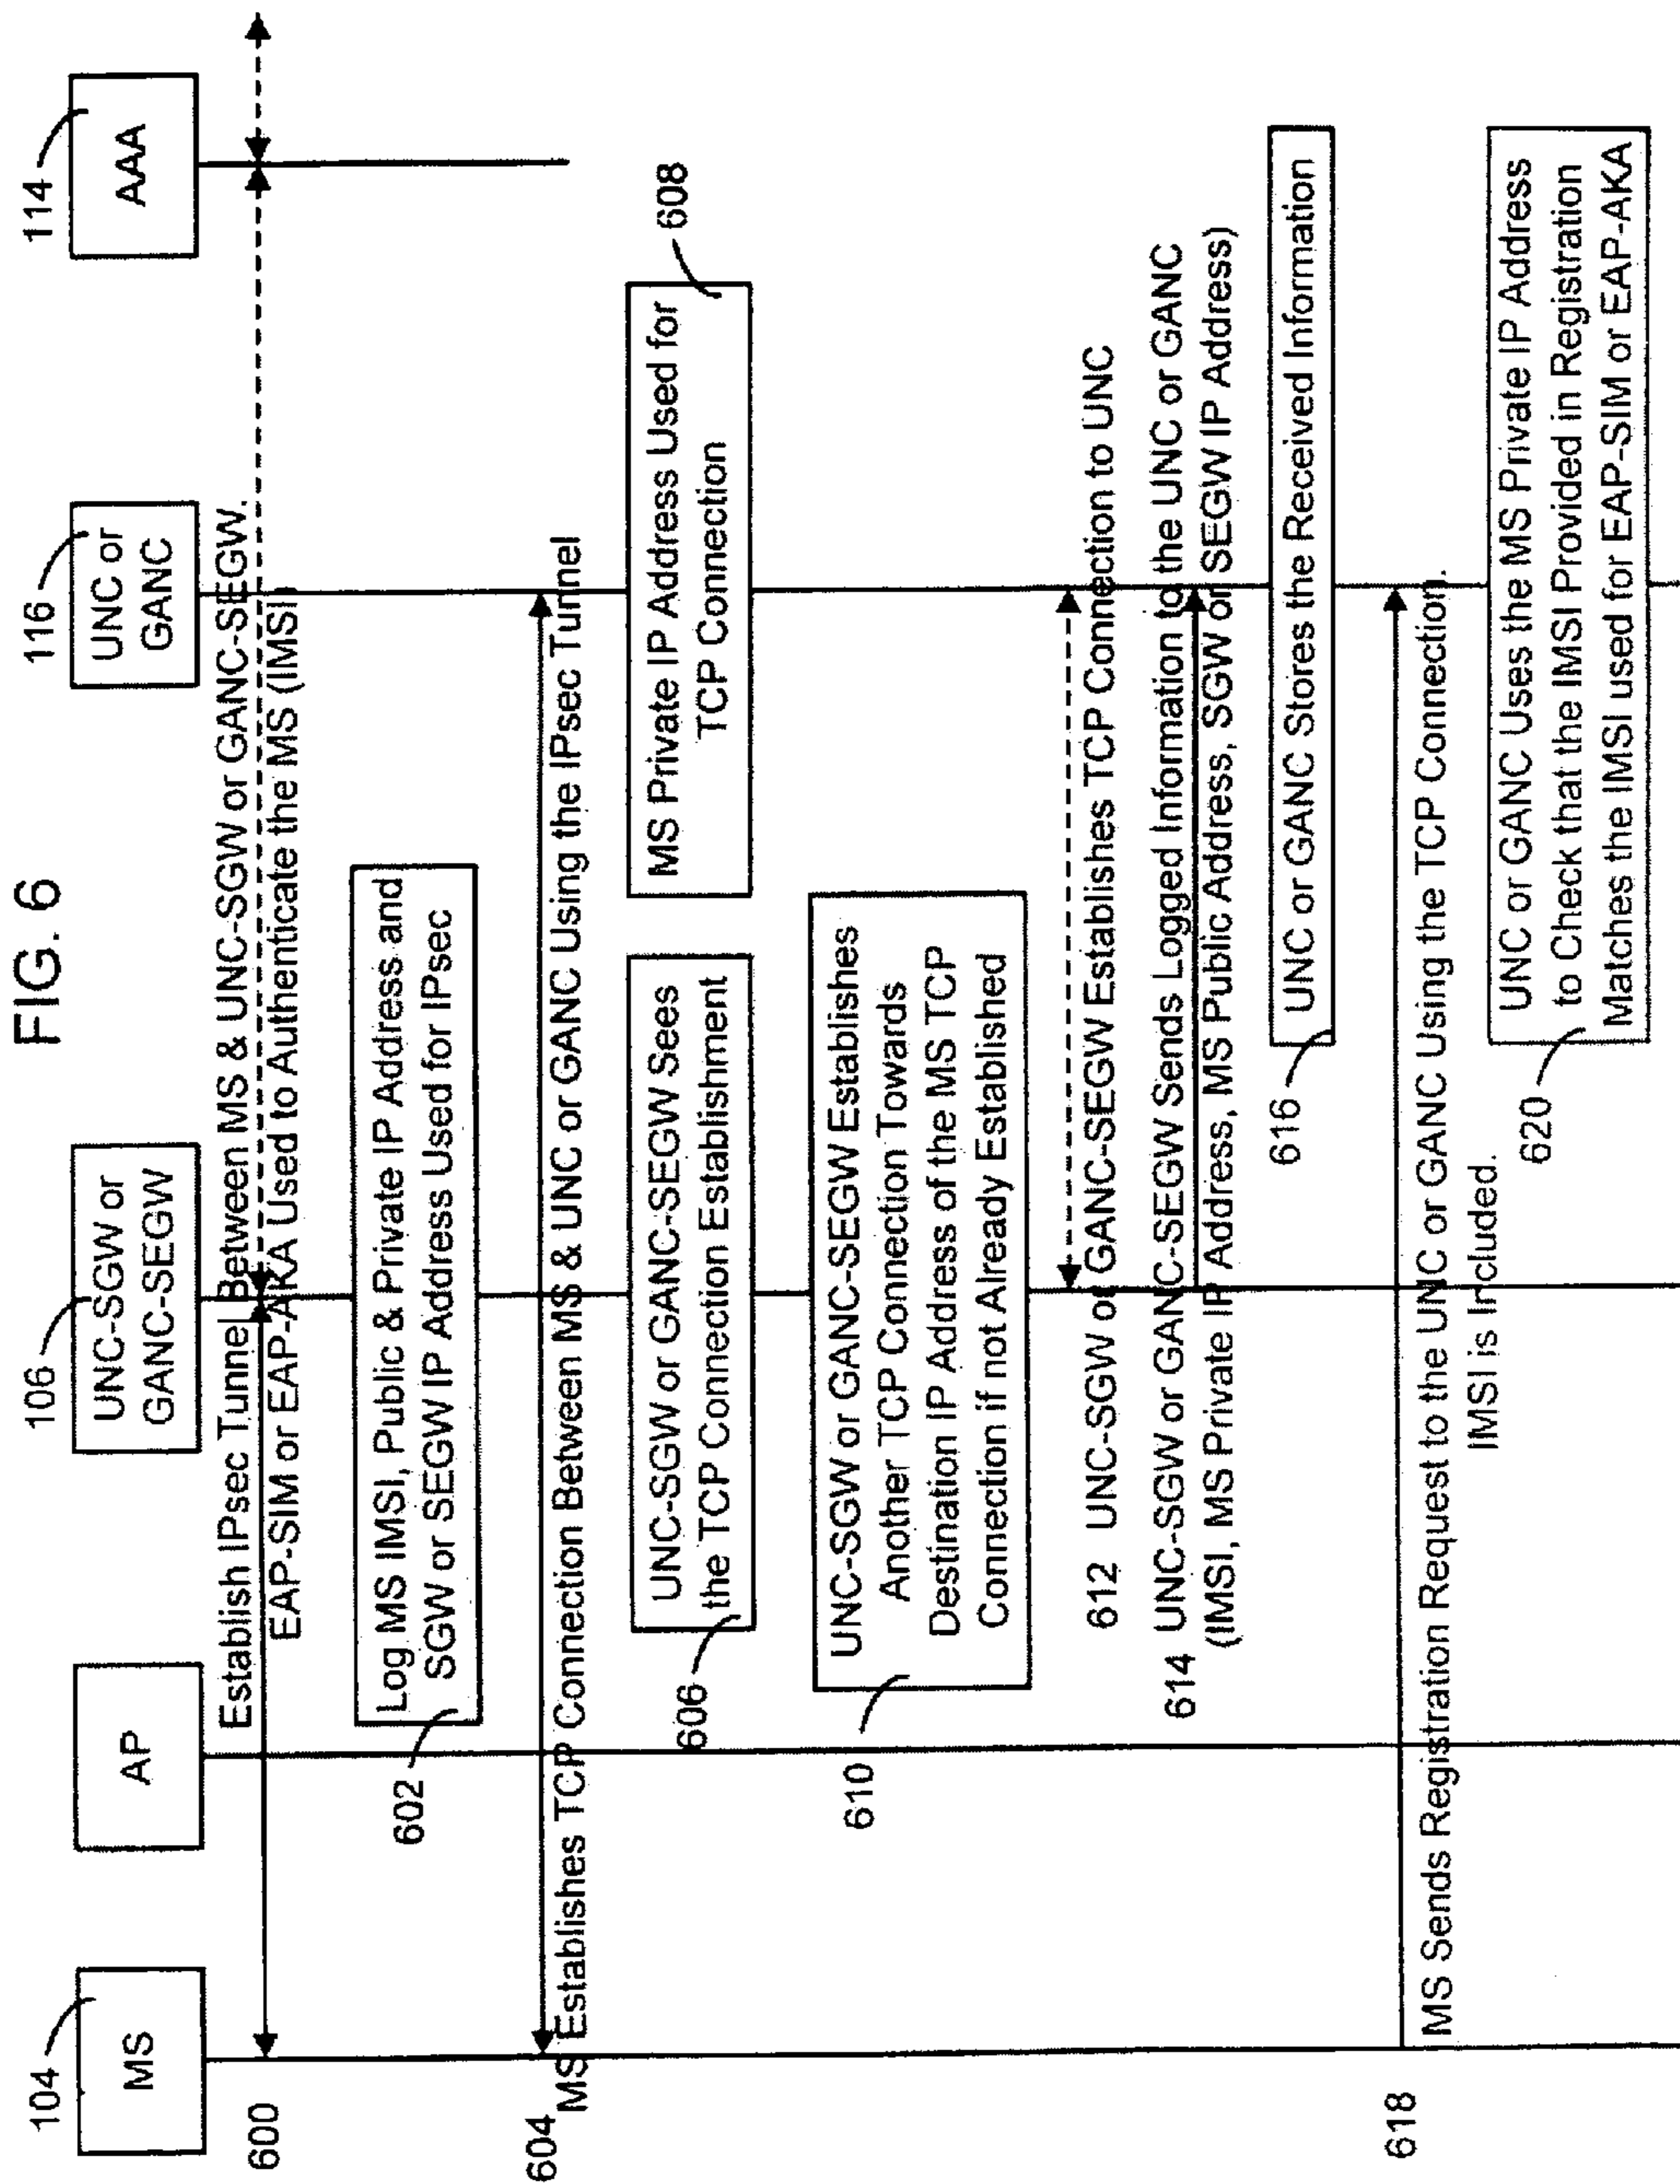 FIG. 6
104
MS
AP
106
UNC-SGW or
GANC-SEGW
116
UNC or
GANC
114
AAA
600
Establish IPsec Tunnel Between MS & UNC-SGW or GANC-SEGW.
EAP-SIM or EAP-AKA Used to Authenticate the MS (IMSI)
602
Log MS IMSI, Public & Private IP Address and
SGW or SEGW IP Address Used for IPsec
604
MS Establishes TCP Connection Between MS & UNC or GANC Using the IPsec Tunnel
606
UNC-SGW or GANC-SEGW Sees
the TCP Connection Establishment
608
MS Private IP Address Used for
TCP Connection
610
UNC-SGW or GANC-SEGW Establishes
Another TCP Connection Towards
Destination IP Address of the MS TCP
Connection if not Already Established
612 UNC-SGW or GANC-SEGW Establishes TCP Connection to UNC
614 UNC-SGW or GANC-SEGW Sends Logged Information to the UNC or GANC
(IMSI, MS Private IP Address, MS Public Address, SGW or SEGW IP Address)
616
UNC or GANC Stores the Received Information
618
MS Sends Registration Request to the UNC or GANC Using the TCP Connection.
IMSI is Included.
620
UNC or GANC Uses the MS Private IP Address
to Check that the IMSI Provided in Registration
Matches the IMSI used for EAP-SIM or EAP-AKA